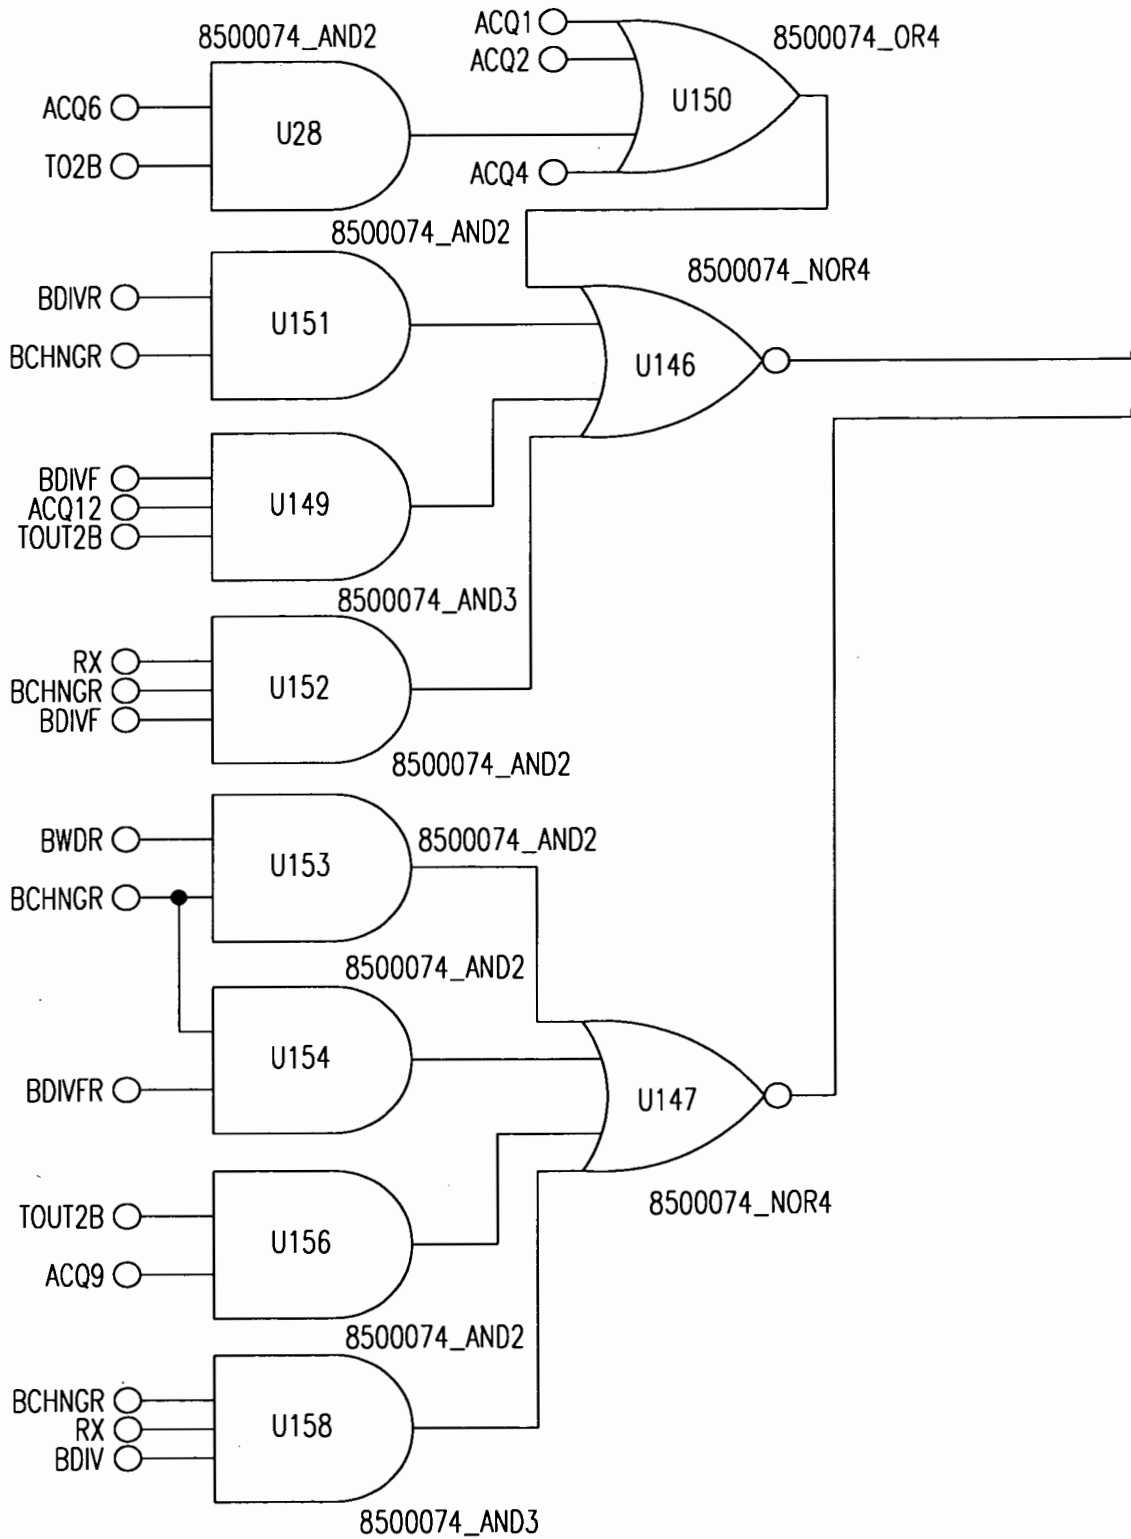 ACQ1
8500074_AND2
8500074_OR4
ACQ2
ACQ6
U28
U150
TO2B
ACQ4
8500074_AND2
8500074_NOR4
BDIVR
U151
BCHNGR
U146
BDIVF
ACQ12
U149
TOUT2B
8500074_AND3
RX
BCHNGR
U152
BDIVF
8500074_AND2
BWDR
8500074_AND2
U153
BCHNGR
8500074_AND2
U154
BDIVFR
U147
8500074_NOR4
TOUT2B
U156
ACQ9
8500074_AND2
BCHNGR
RX
U158
BDIV
8500074_AND3